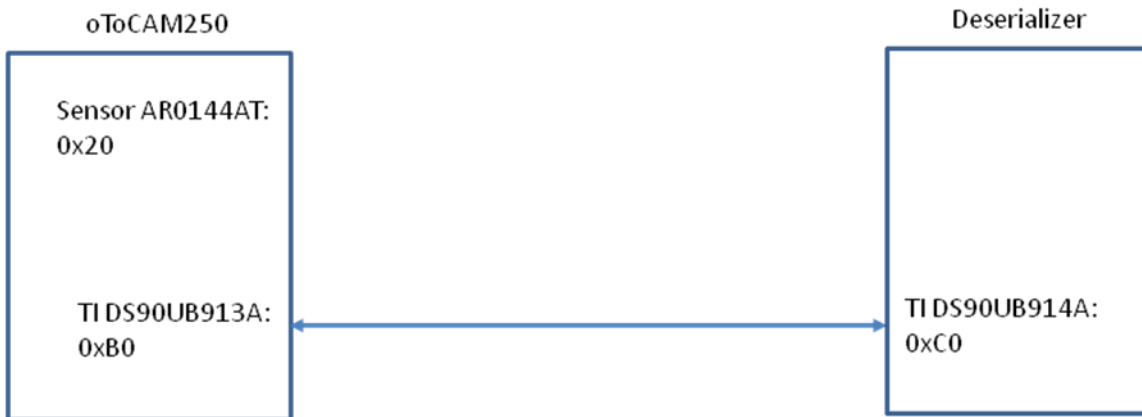 oToCAM250
Deserializer
Sensor AR0144AT:
0x20
TI DS90UB913A:
0xB0
TI DS90UB914A:
0xC0